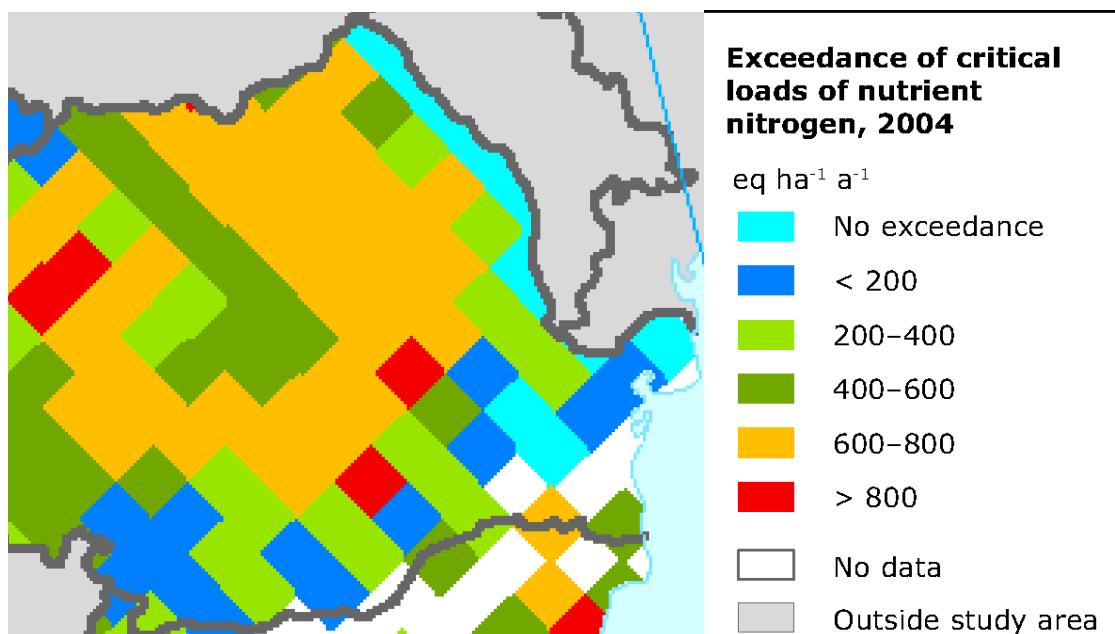 Exceedance of critical
loads of nutrient
nitrogen, 2004
eq ha⁻¹ a⁻¹
No exceedance
< 200
200–400
400–600
600–800
> 800
No data
Outside study area